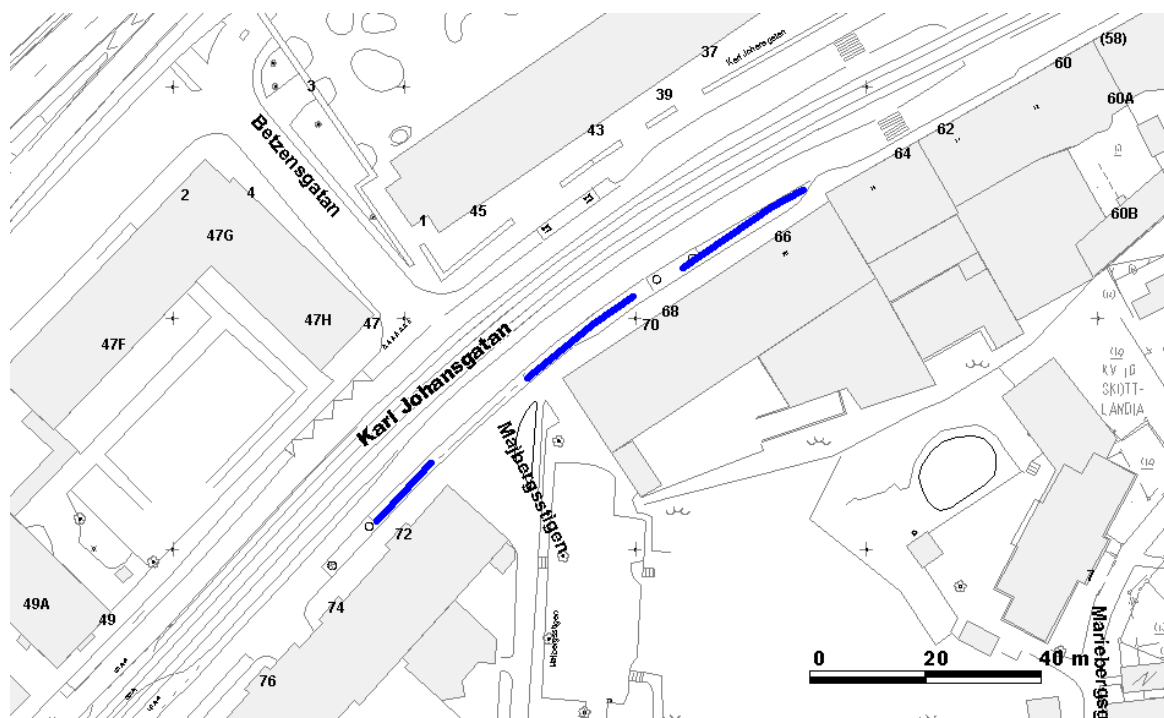 (58)
37
Karl Johansgatan
60
39
60A
3
43
62
64
Betzensgatan
2
4
45
1
47G
60B
66
68
70
47H
47
47F
Karl Johansgatan
KV 10
SKOTT-
LANDIA
Majbergsstigen
72
7
49A
74
49
Majbergsstigen
Mariebergsg
0 20 40 m
76